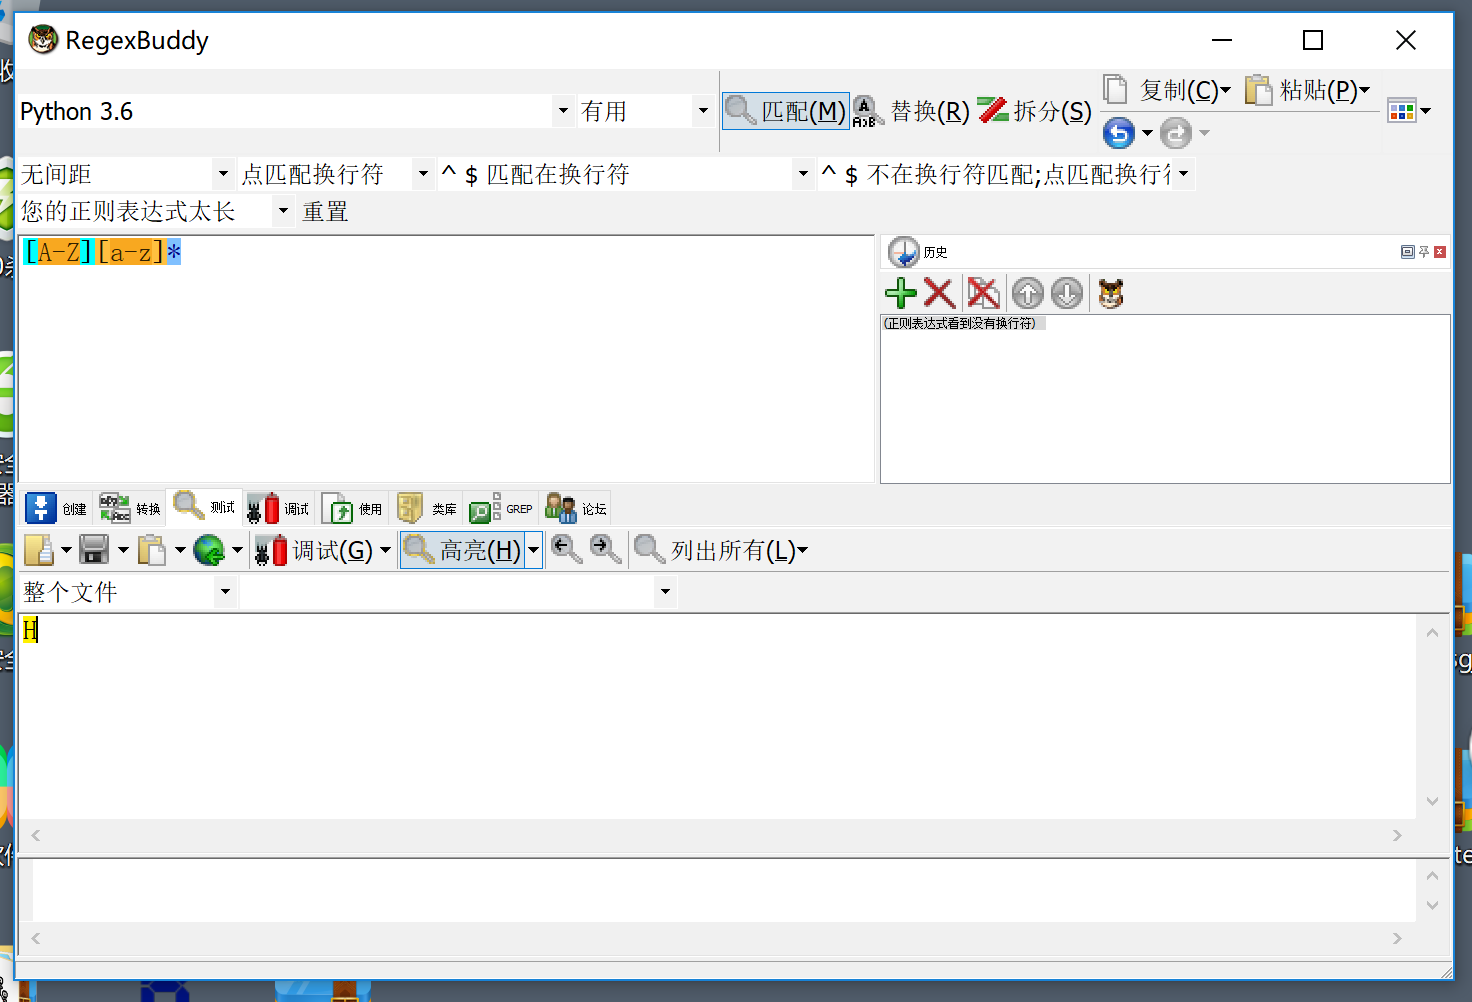 RegexBuddy
Python 3.6 有用 匹配(M) 替换(R) 拆分(S) 复制(C) 粘贴(P)
无间距 点匹配换行符 ^ $ 匹配在换行符 ^ $ 不在换行符匹配;点匹配换行
您的正则表达式太长 重置
[A-Z][a-z]*
历史
(正则表达式看到没有换行符)
创建 转换 测试 调试 使用 类库 GREP 论坛
调试(G) 高亮(H) 列出所有(L)
整个文件
H